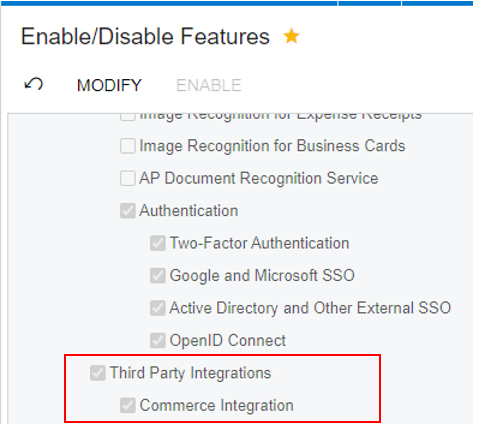 Enable/Disable Features
MODIFY ENABLE
Image Recognition for Expense Receipts
Image Recognition for Business Cards
AP Document Recognition Service
Authentication
Two-Factor Authentication
Google and Microsoft SSO
Active Directory and Other External SSO
OpenID Connect
Third Party Integrations
Commerce Integration